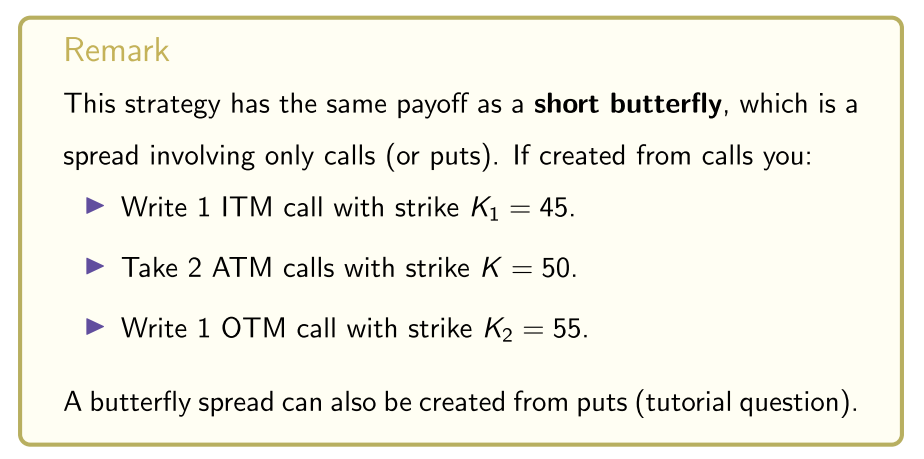 Remark
This strategy has the same payoff as a short butterfly, which is a
spread involving only calls (or puts). If created from calls you:
▶ Write 1 ITM call with strike K₁ = 45.
▶ Take 2 ATM calls with strike K = 50.
▶ Write 1 OTM call with strike K₂ = 55.
A butterfly spread can also be created from puts (tutorial question).